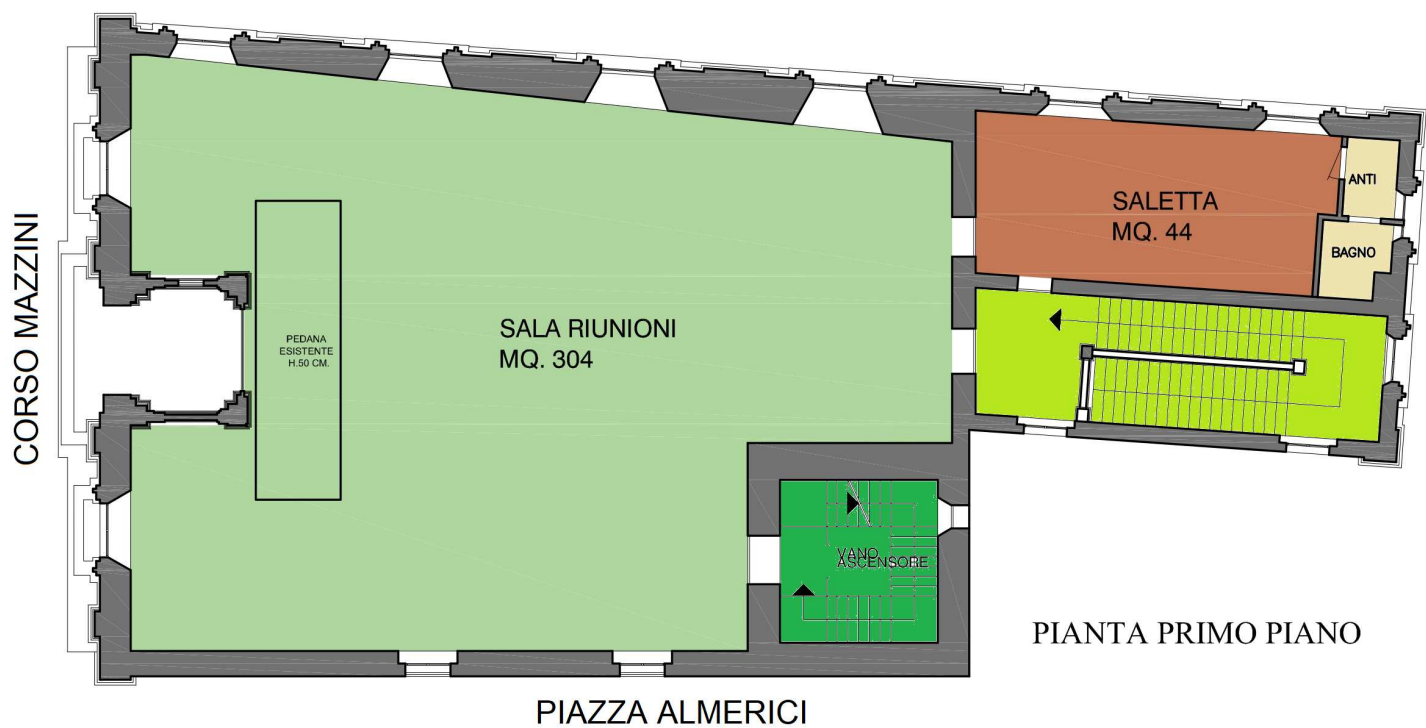 CORSO MAZZINI
PEDANA
ESISTENTE
H.50 CM.
SALA RIUNIONI
MQ. 304
SALETTA
MQ. 44
ANTI
BAGNO
VANO
ASCENSORE
PIANTA PRIMO PIANO
PIAZZA ALMERICI